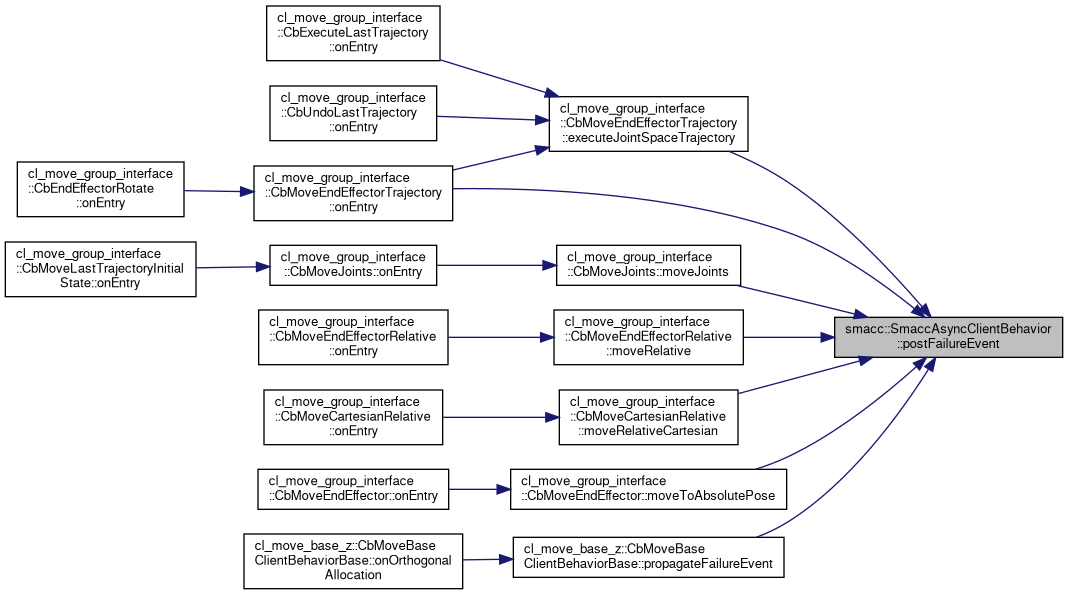 cl_move_group_interface
::CbExecuteLastTrajectory
::onEntry
cl_move_group_interface
::CbUndoLastTrajectory
::onEntry
cl_move_group_interface
::CbMoveEndEffectorTrajectory
::executeJointSpaceTrajectory
cl_move_group_interface
::CbEndEffectorRotate
::onEntry
cl_move_group_interface
::CbMoveEndEffectorTrajectory
::onEntry
cl_move_group_interface
::CbMoveLastTrajectoryInitial
State::onEntry
cl_move_group_interface
::CbMoveJoints::onEntry
cl_move_group_interface
::CbMoveJoints::moveJoints
cl_move_group_interface
::CbMoveEndEffectorRelative
::onEntry
cl_move_group_interface
::CbMoveEndEffectorRelative
::moveRelative
smacc::SmaccAsyncClientBehavior
::postFailureEvent
cl_move_group_interface
::CbMoveCartesianRelative
::onEntry
cl_move_group_interface
::CbMoveCartesianRelative
::moveRelativeCartesian
cl_move_group_interface
::CbMoveEndEffector::onEntry
cl_move_group_interface
::CbMoveEndEffector::moveToAbsolutePose
cl_move_base_z::CbMoveBase
ClientBehaviorBase::onOrthogonal
Allocation
cl_move_base_z::CbMoveBase
ClientBehaviorBase::propagateFailureEvent